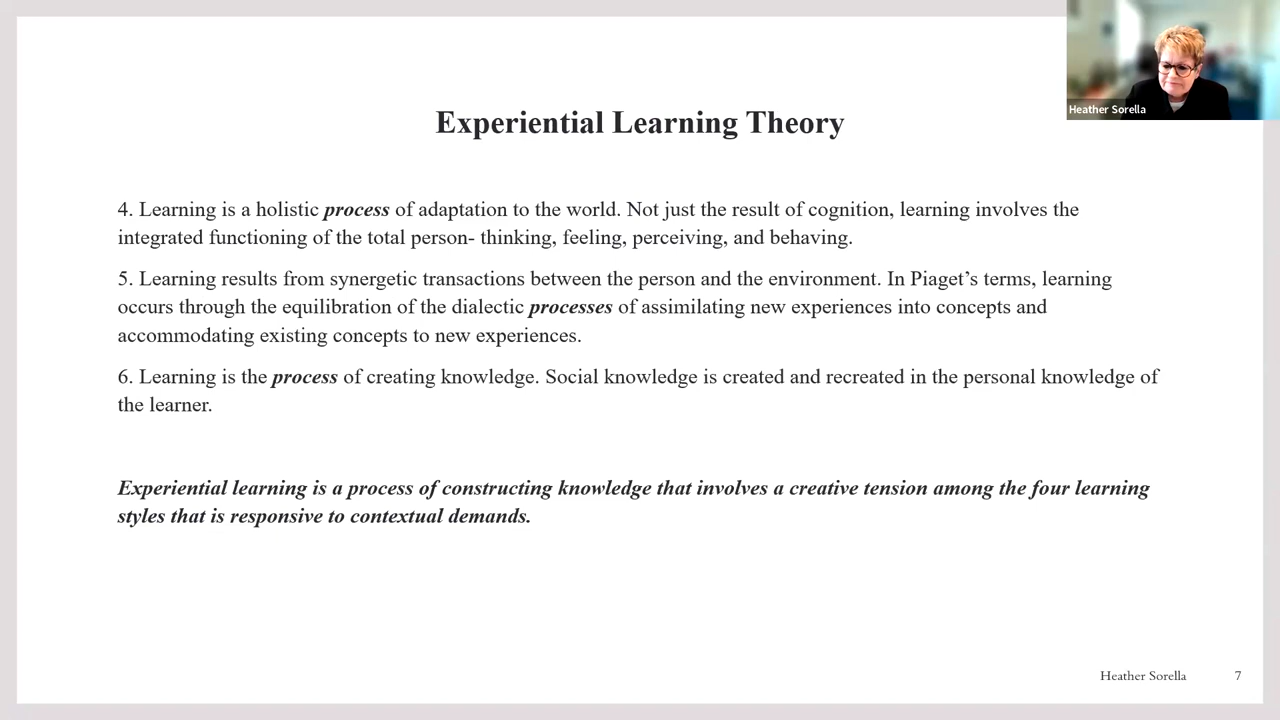 Heather Sorella
Experiential Learning Theory
4. Learning is a holistic process of adaptation to the world. Not just the result of cognition, learning involves the
integrated functioning of the total person- thinking, feeling, perceiving, and behaving.
5. Learning results from synergetic transactions between the person and the environment. In Piaget’s terms, learning
occurs through the equilibration of the dialectic processes of assimilating new experiences into concepts and
accommodating existing concepts to new experiences.
6. Learning is the process of creating knowledge. Social knowledge is created and recreated in the personal knowledge of
the learner.
Experiential learning is a process of constructing knowledge that involves a creative tension among the four learning
styles that is responsive to contextual demands.
Heather Sorella 7